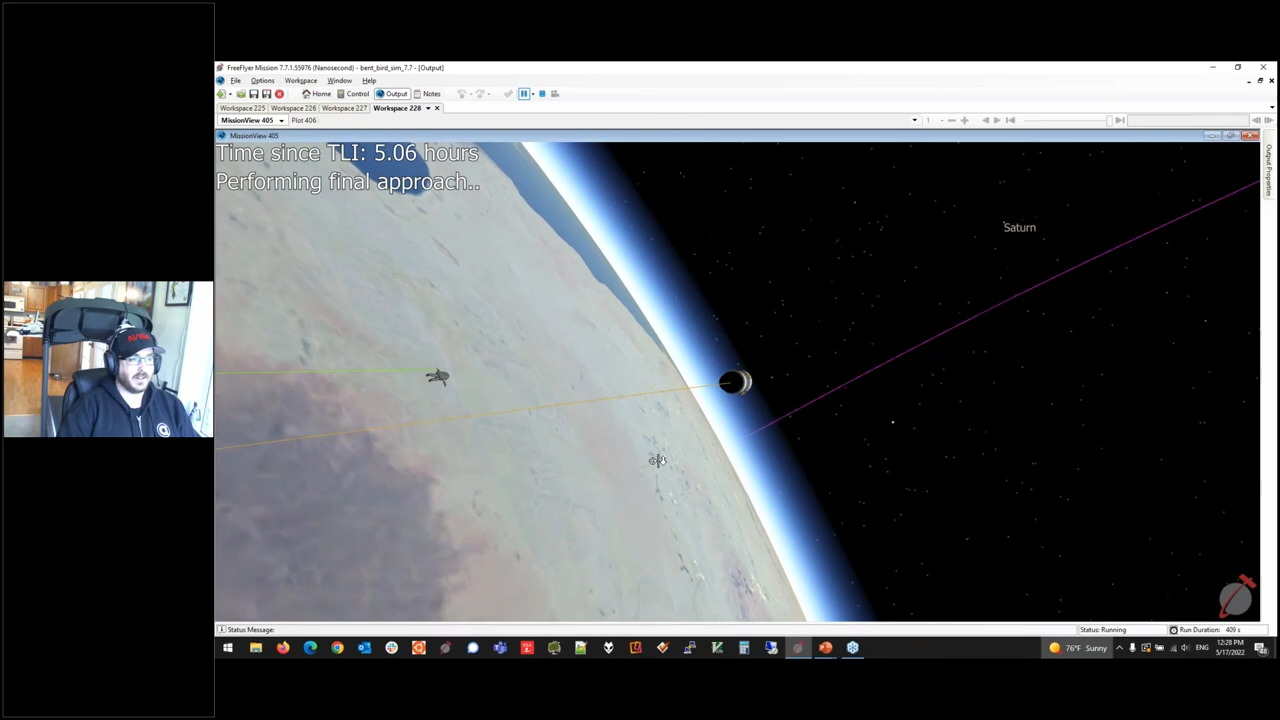 FreeFlyer Mission 7.7.1.55976 (Nanosecond) - bent_bird_sim_7.7 - [Output]
File Options Workspace Window Help
Home Control Output Notes
Workspace 225 Workspace 226 Workspace 227 Workspace 228
MissionView 405 Plot 406 1
MissionView 405
Output Properties
Time since TLI: 5.06 hours
Performing final approach..
Saturn
Status Message: Status: Running Run Duration: 409 s
76°F Sunny ENG 12:28 PM
5/17/2022